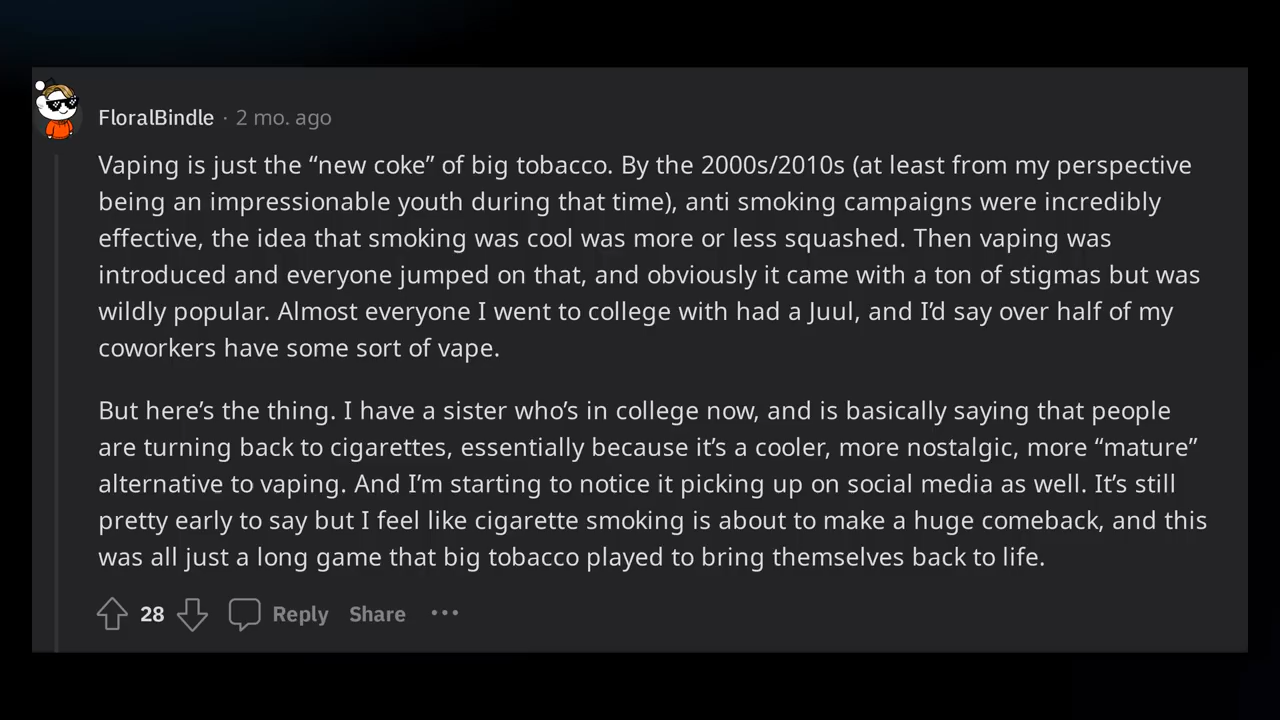 FloralBindle · 2 mo. ago
Vaping is just the “new coke” of big tobacco. By the 2000s/2010s (at least from my perspective
being an impressionable youth during that time), anti smoking campaigns were incredibly
effective, the idea that smoking was cool was more or less squashed. Then vaping was
introduced and everyone jumped on that, and obviously it came with a ton of stigmas but was
wildly popular. Almost everyone I went to college with had a Juul, and I’d say over half of my
coworkers have some sort of vape.
But here’s the thing. I have a sister who’s in college now, and is basically saying that people
are turning back to cigarettes, essentially because it’s a cooler, more nostalgic, more “mature”
alternative to vaping. And I’m starting to notice it picking up on social media as well. It’s still
pretty early to say but I feel like cigarette smoking is about to make a huge comeback, and this
was all just a long game that big tobacco played to bring themselves back to life.
28 Reply Share ···